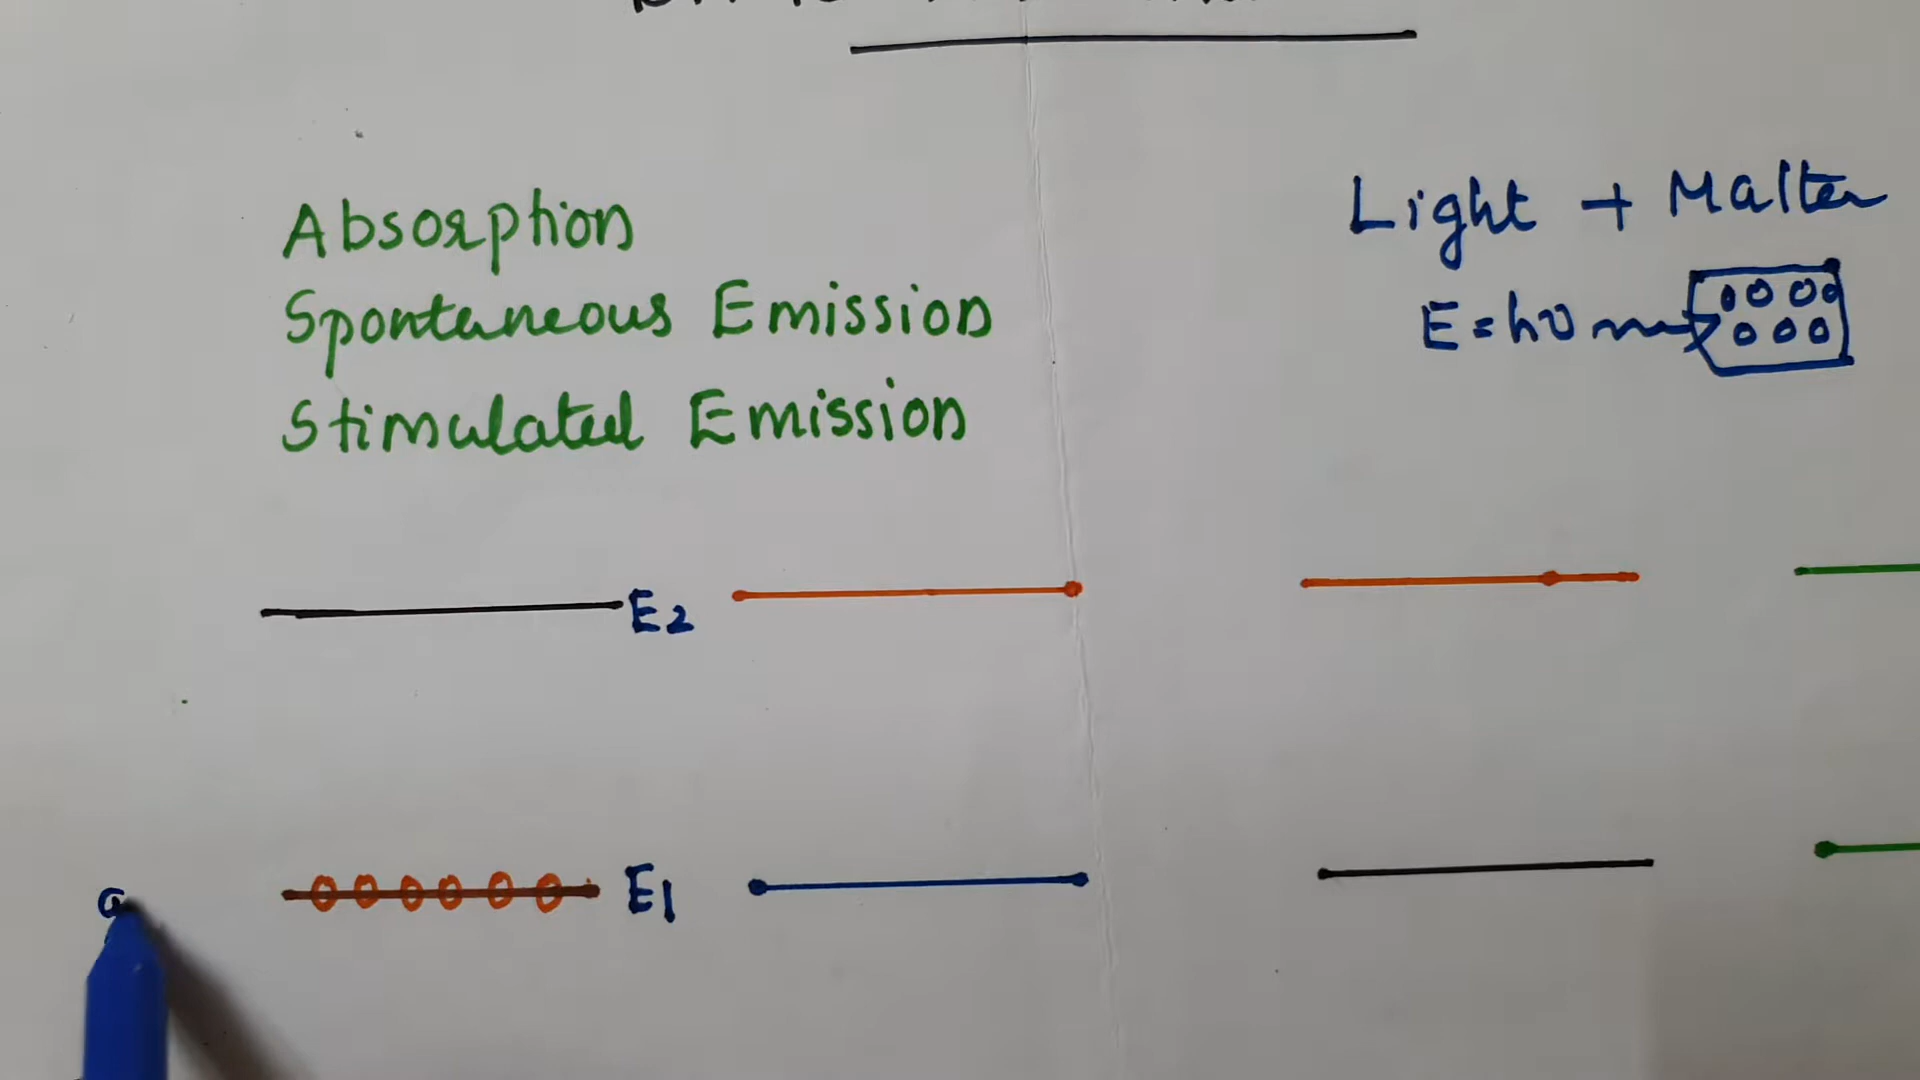 Absorption
Spontaneous Emission
Stimulated Emission
Light + Matter
E=hυ
E2
E1